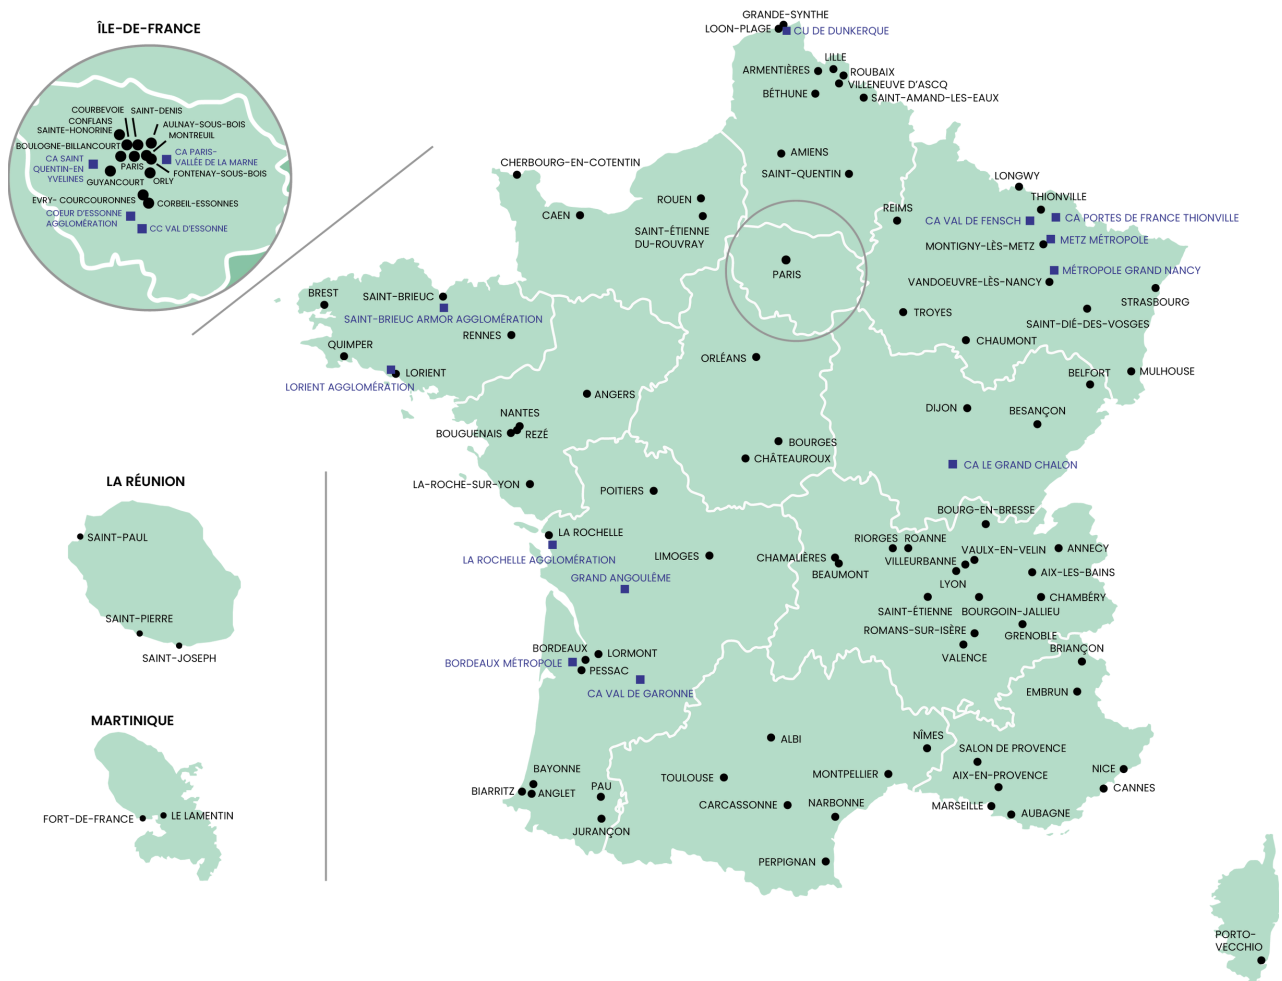 ÎLE-DE-FRANCE
COURBEVOIE
SAINT-DENIS
CONFLANS
SAINTE-HONORINE
AULNAY-SOUS-BOIS
MONTREUIL
BOULOGNE-BILLANCOURT
CA SAINT
QUENTIN-EN
YVELINES
PARIS
CA PARIS-
VALLÉE DE LA MARNE
FONTENAY-SOUS-BOIS
GUYANCOURT
ORLY
EVRY- COURCOURONNES
CORBEIL-ESSONNES
COEUR D'ESSONNE
AGGLOMÉRATION
CC VAL D'ESSONNE
GRANDE-SYNTHE
LOON-PLAGE
CU DE DUNKERQUE
LILLE
ARMENTIÈRES
ROUBAIX
VILLENEUVE D'ASCQ
BÉTHUNE
SAINT-AMAND-LES-EAUX
AMIENS
SAINT-QUENTIN
CHERBOURG-EN-COTENTIN
CAEN
ROUEN
SAINT-ÉTIENNE
DU-ROUVRAY
REIMS
LONGWY
THIONVILLE
CA VAL DE FENSCH
CA PORTES DE FRANCE THIONVILLE
MONTIGNY-LÈS-METZ
METZ MÉTROPOLE
MÉTROPOLE GRAND NANCY
VANDOEUVRE-LÈS-NANCY
STRASBOURG
SAINT-DIÉ-DES-VOSGES
TROYES
CHAUMONT
PARIS
BREST
SAINT-BRIEUC
SAINT-BRIEUC ARMOR AGGLOMÉRATION
RENNES
QUIMPER
LORIENT
LORIENT AGGLOMÉRATION
ORLÉANS
BELFORT
MULHOUSE
ANGERS
DIJON
BESANÇON
NANTES
BOUGUENAIS
REZÉ
BOURGES
CHÂTEAUROUX
CA LE GRAND CHALON
LA-ROCHE-SUR-YON
POITIERS
BOURG-EN-BRESSE
LA ROCHELLE
LA ROCHELLE AGGLOMÉRATION
LIMOGES
GRAND ANGOULÊME
CHAMALIÈRES
BEAUMONT
RIORGES
ROANNE
VILLEURBANNE
VAULX-EN-VELIN
ANNECY
LYON
AIX-LES-BAINS
CHAMBÉRY
SAINT-ÉTIENNE
BOURGOIN-JALLIEU
ROMANS-SUR-ISÈRE
GRENOBLE
VALENCE
BRIANÇON
EMBRUN
BORDEAUX
LORMONT
BORDEAUX MÉTROPOLE
PESSAC
CA VAL DE GARONNE
ALBI
NÎMES
SALON DE PROVENCE
AIX-EN-PROVENCE
NICE
CANNES
MARSEILLE
AUBAGNE
TOULOUSE
MONTPELLIER
CARCASSONNE
NARBONNE
PERPIGNAN
BAYONNE
BIARRITZ
ANGLET
PAU
JURANÇON
PORTO-
VECCHIO
LA RÉUNION
SAINT-PAUL
SAINT-PIERRE
SAINT-JOSEPH
MARTINIQUE
FORT-DE-FRANCE
LE LAMENTIN